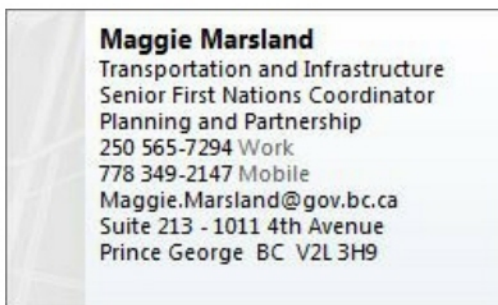 Maggie Marsland
Transportation and Infrastructure
Senior First Nations Coordinator
Planning and Partnership
250 565-7294 Work
778 349-2147 Mobile
Maggie.Marsland@gov.bc.ca
Suite 213 - 1011 4th Avenue
Prince George BC V2L 3H9